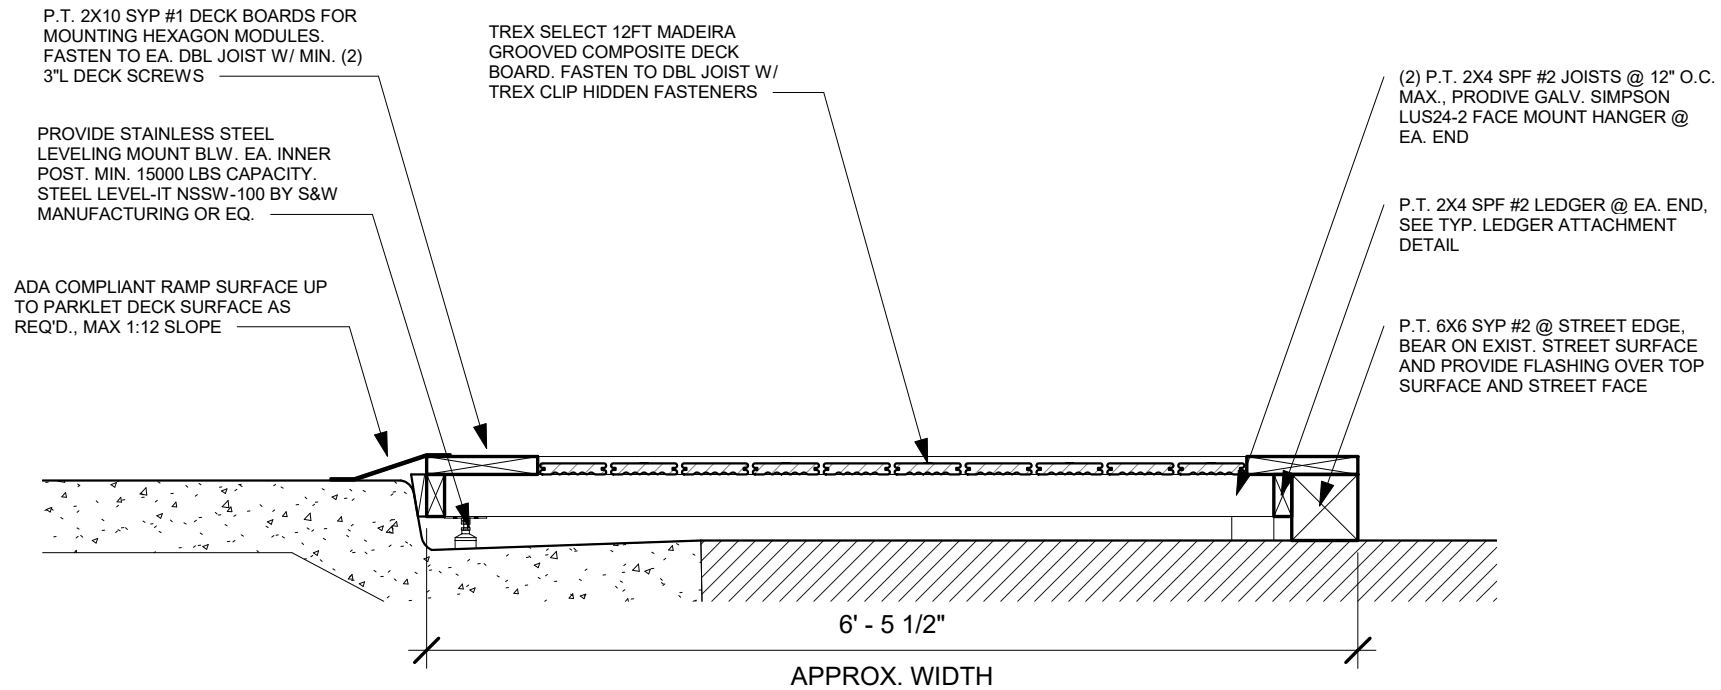 P.T. 2X10 SYP #1 DECK BOARDS FOR
MOUNTING HEXAGON MODULES.
FASTEN TO EA. DBL JOIST W/ MIN. (2)
3"L DECK SCREWS
PROVIDE STAINLESS STEEL
LEVELING MOUNT BLW. EA. INNER
POST. MIN. 15000 LBS CAPACITY.
STEEL LEVEL-IT NSSW-100 BY S&W
MANUFACTURING OR EQ.
ADA COMPLIANT RAMP SURFACE UP
TO PARKLET DECK SURFACE AS
REQ'D., MAX 1:12 SLOPE
TREX SELECT 12FT MADEIRA
GROOVED COMPOSITE DECK
BOARD. FASTEN TO DBL JOIST W/
TREX CLIP HIDDEN FASTENERS
(2) P.T. 2X4 SPF #2 JOISTS @ 12" O.C.
MAX., PRODIVE GALV. SIMPSON
LUS24-2 FACE MOUNT HANGER @
EA. END
P.T. 2X4 SPF #2 LEDGER @ EA. END,
SEE TYP. LEDGER ATTACHMENT
DETAIL
P.T. 6X6 SYP #2 @ STREET EDGE,
BEAR ON EXIST. STREET SURFACE
AND PROVIDE FLASHING OVER TOP
SURFACE AND STREET FACE
6' - 5 1/2"
APPROX. WIDTH